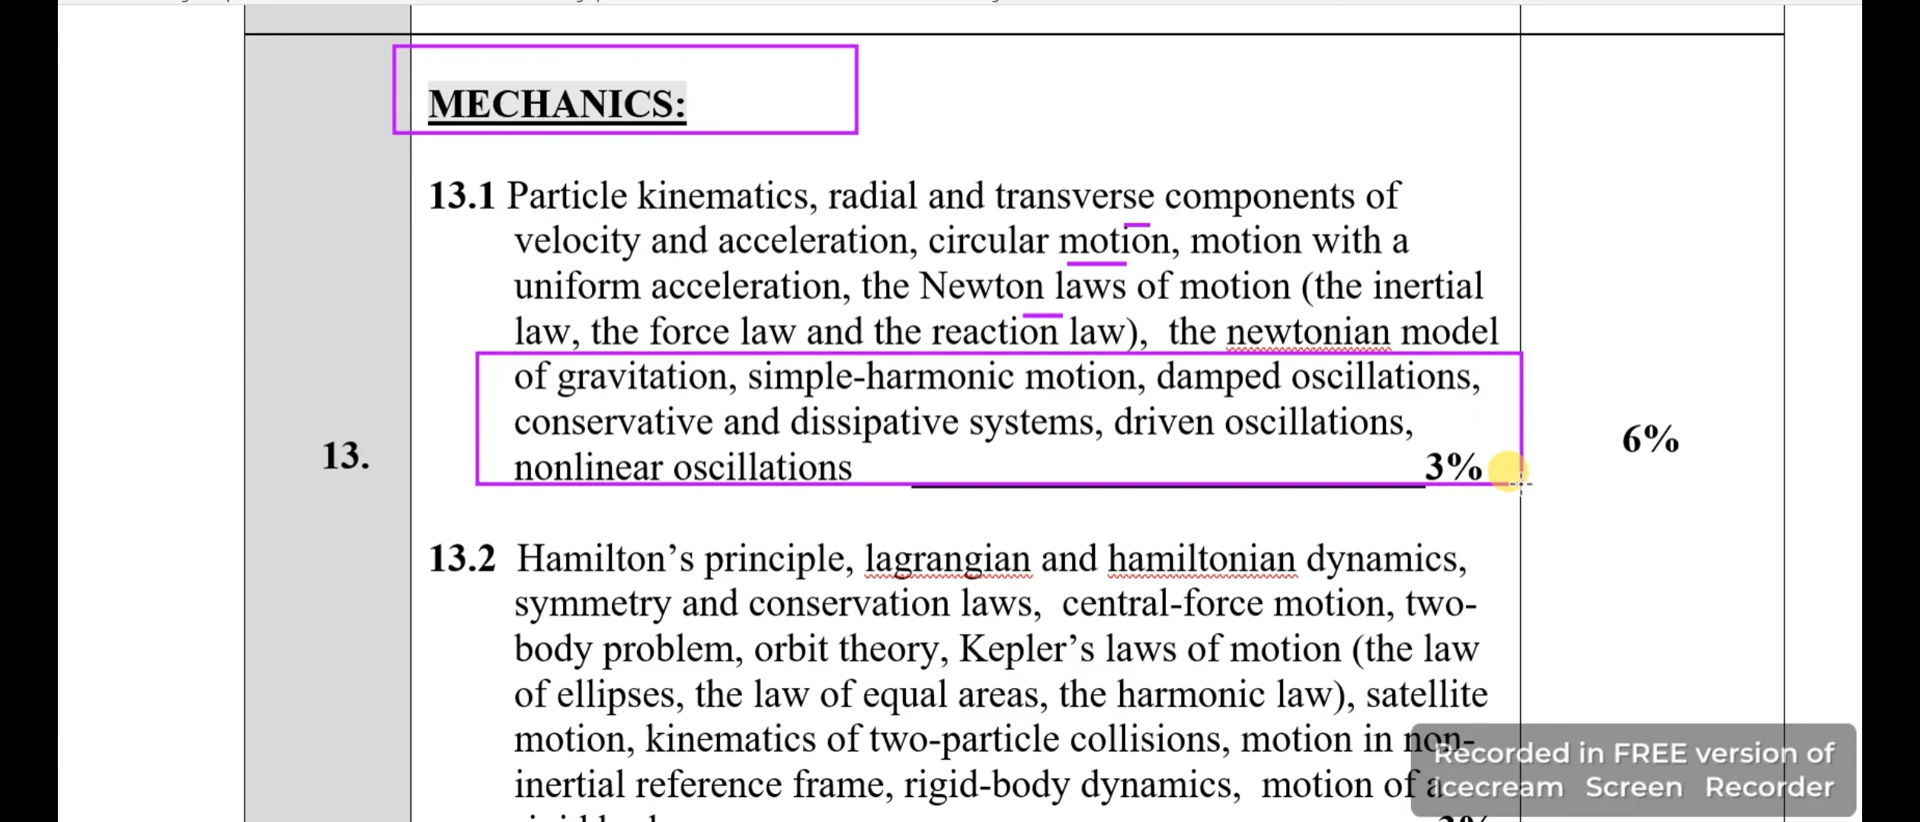 MECHANICS:
13.1 Particle kinematics, radial and transverse components of
velocity and acceleration, circular motion, motion with a
uniform acceleration, the Newton laws of motion (the inertial
law, the force law and the reaction law), the newtonian model
of gravitation, simple-harmonic motion, damped oscillations,
conservative and dissipative systems, driven oscillations,
nonlinear oscillations 3%
13.
6%
13.2 Hamilton's principle, lagrangian and hamiltonian dynamics,
symmetry and conservation laws, central-force motion, two-
body problem, orbit theory, Kepler's laws of motion (the law
of ellipses, the law of equal areas, the harmonic law), satellite
motion, kinematics of two-particle collisions, motion in non-
inertial reference frame, rigid-body dynamics, motion of a
Recorded in FREE version of
Icecream Screen Recorder